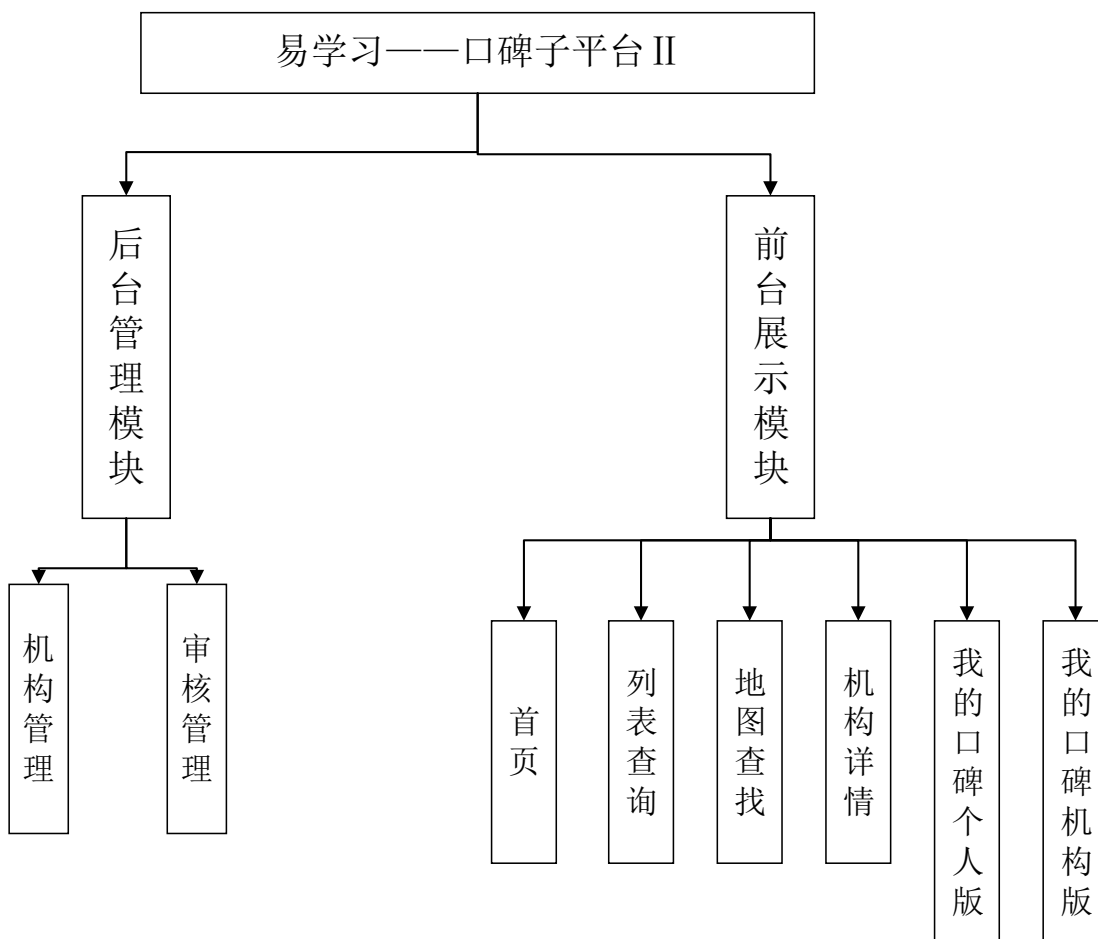 易学习——口碑子平台Ⅱ
后台管理模块
前台展示模块
机构管理
审核管理
首页
列表查询
地图查找
机构详情
我的口碑个人版
我的口碑机构版